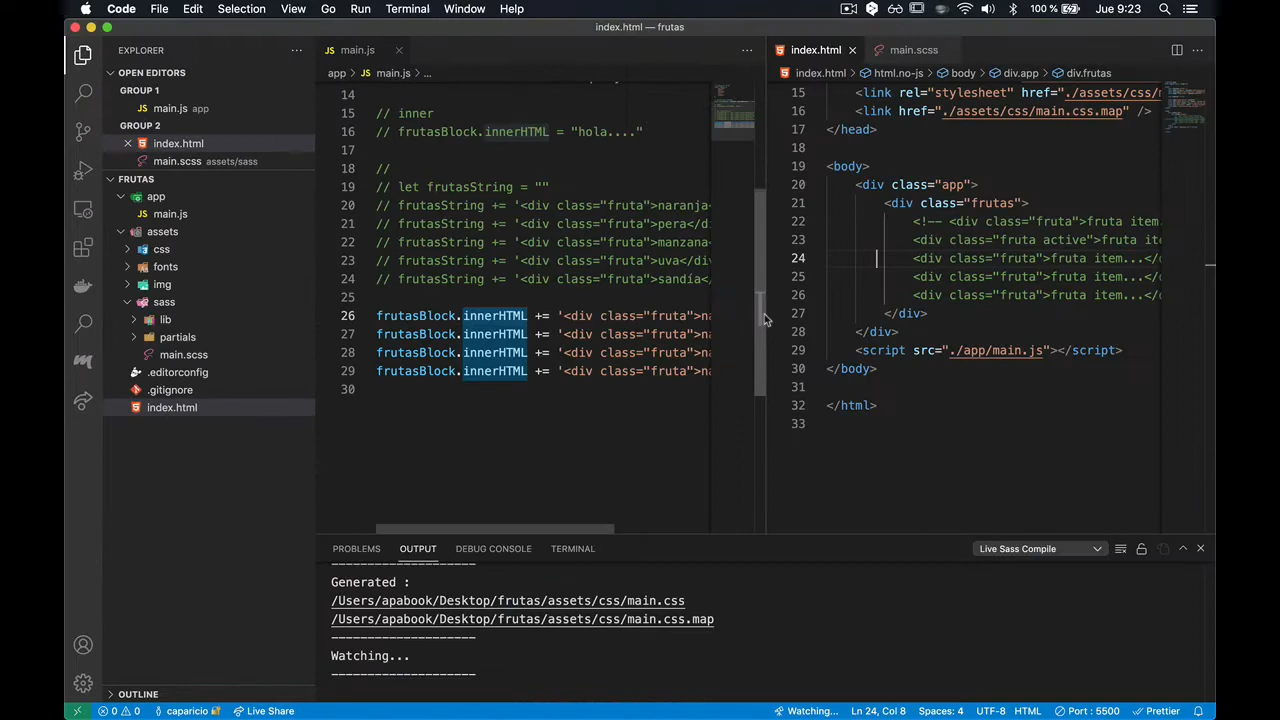 Code File Edit Selection View Go Run Terminal Window Help 100 % Jue 9:23
index.html — frutas
EXPLORER
OPEN EDITORS
GROUP 1
main.js app
GROUP 2
index.html
main.scss assets/sass
FRUTAS
app
main.js
assets
css
fonts
img
sass
lib
partials
main.scss
.editorconfig
.gitignore
index.html
OUTLINE
main.js
app > main.js > ...
14
15 // inner
16 // frutasBlock.innerHTML = "hola...."
17
18 //
19 // let frutasString = ""
20 // frutasString += '<div class="fruta">naranja<
21 // frutasString += '<div class="fruta">pera</di
22 // frutasString += '<div class="fruta">manzana<
23 // frutasString += '<div class="fruta">uva</div
24 // frutasString += '<div class="fruta">sandía</
25
26 frutasBlock.innerHTML += '<div class="fruta">na
27 frutasBlock.innerHTML += '<div class="fruta">na
28 frutasBlock.innerHTML += '<div class="fruta">na
29 frutasBlock.innerHTML += '<div class="fruta">na
30
index.html main.scss
index.html > html.no-js > body > div.app > div.frutas
15 <link rel="stylesheet" href="./assets/css/m
16 <link href="./assets/css/main.css.map" />
17 </head>
18
19 <body>
20 <div class="app">
21 <div class="frutas">
22 <!-- <div class="fruta">fruta item.
23 <div class="fruta active">fruta ite
24 <div class="fruta">fruta item...</d
25 <div class="fruta">fruta item...</d
26 <div class="fruta">fruta item...</d
27 </div>
28 </div>
29 <script src="./app/main.js"></script>
30 </body>
31
32 </html>
33
PROBLEMS OUTPUT DEBUG CONSOLE TERMINAL Live Sass Compile
--------------------
Generated :
/Users/apabook/Desktop/frutas/assets/css/main.css
/Users/apabook/Desktop/frutas/assets/css/main.css.map
--------------------
Watching...
--------------------
0 0 caparicio Live Share Watching... Ln 24, Col 8 Spaces: 4 UTF-8 HTML Port : 5500 Prettier